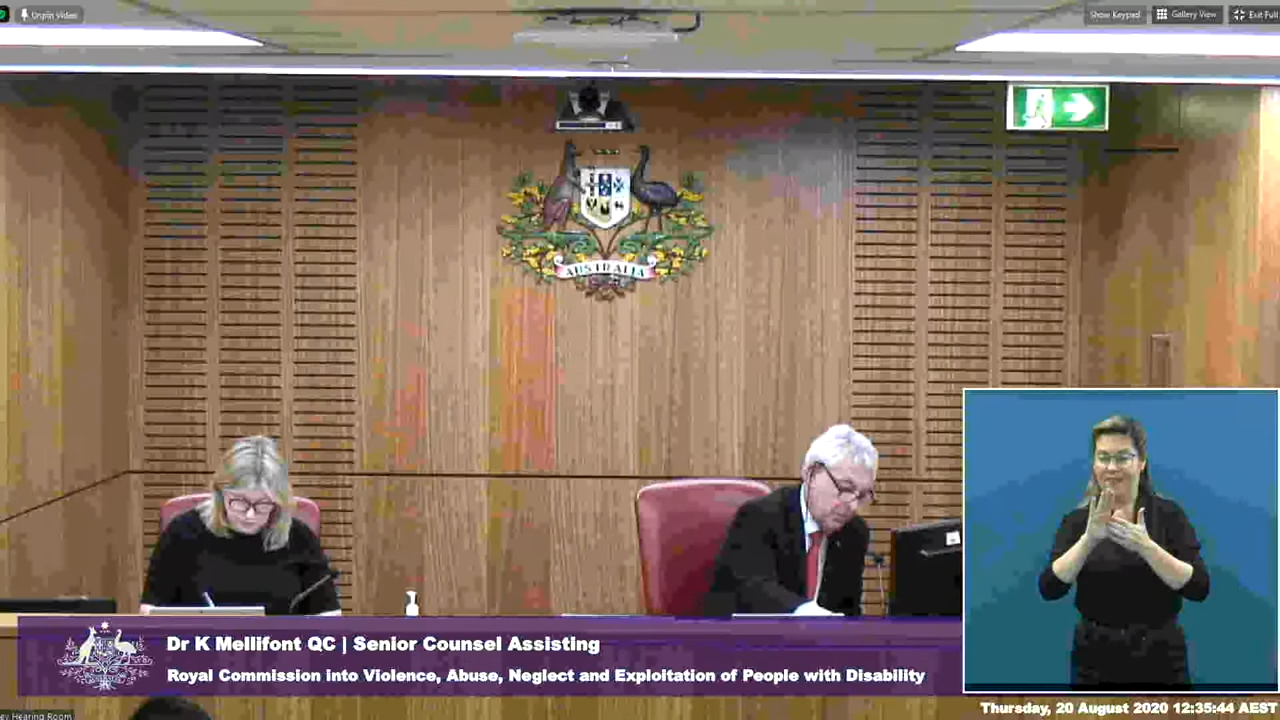 Unpin Video
Show Keypad
Gallery View
Exit Full
AUSTRALIA
Dr K Mellifont QC | Senior Counsel Assisting
Royal Commission into Violence, Abuse, Neglect and Exploitation of People with Disability
ey Hearing Room
Thursday, 20 August 2020 12:35:44 AEST